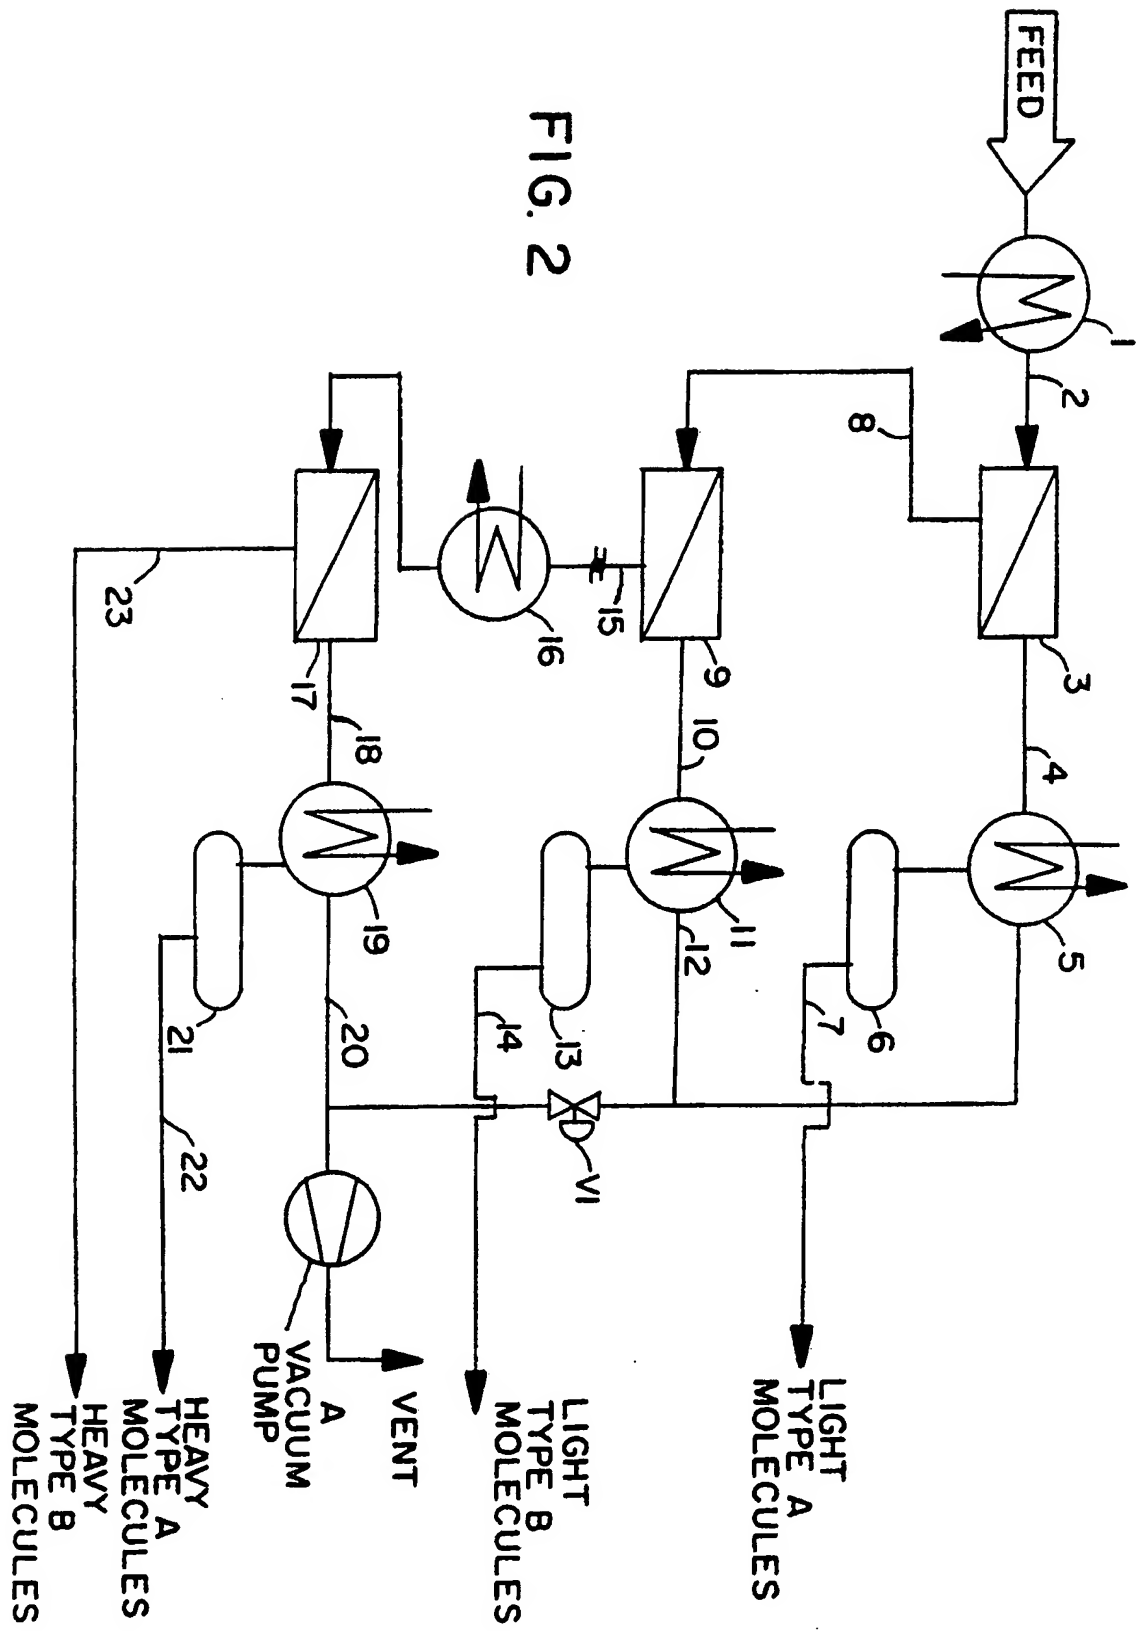 FEED
1
2
3
4
5
6
7
LIGHT
TYPE A
MOLECULES
8
9
10
11
12
13
14
V1
LIGHT
TYPE B
MOLECULES
15
16
17
18
19
20
21
22
23
A
VACUUM
PUMP
VENT
HEAVY
TYPE A
MOLECULES
HEAVY
TYPE B
MOLECULES
FIG. 2